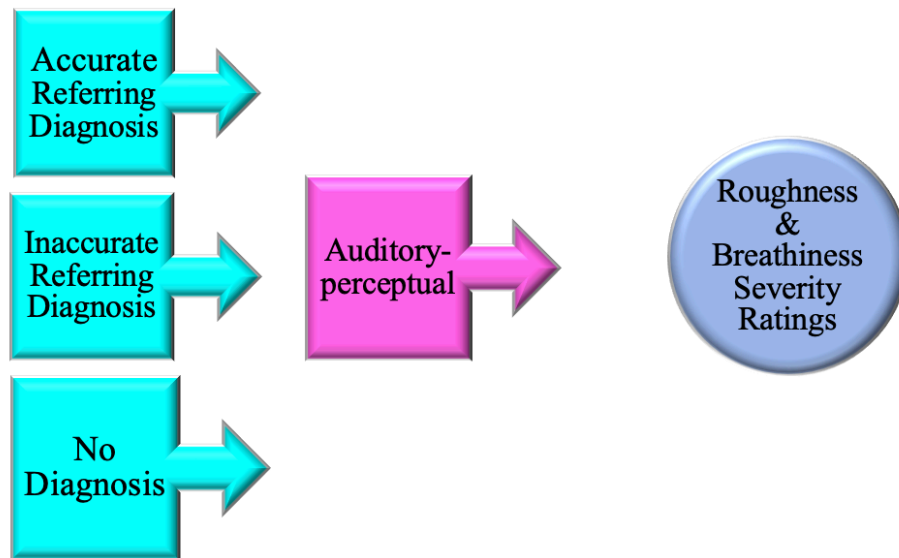 Accurate
Referring
Diagnosis
Inaccurate
Referring
Diagnosis
No
Diagnosis
Auditory-
perceptual
Roughness
&
Breathiness
Severity
Ratings